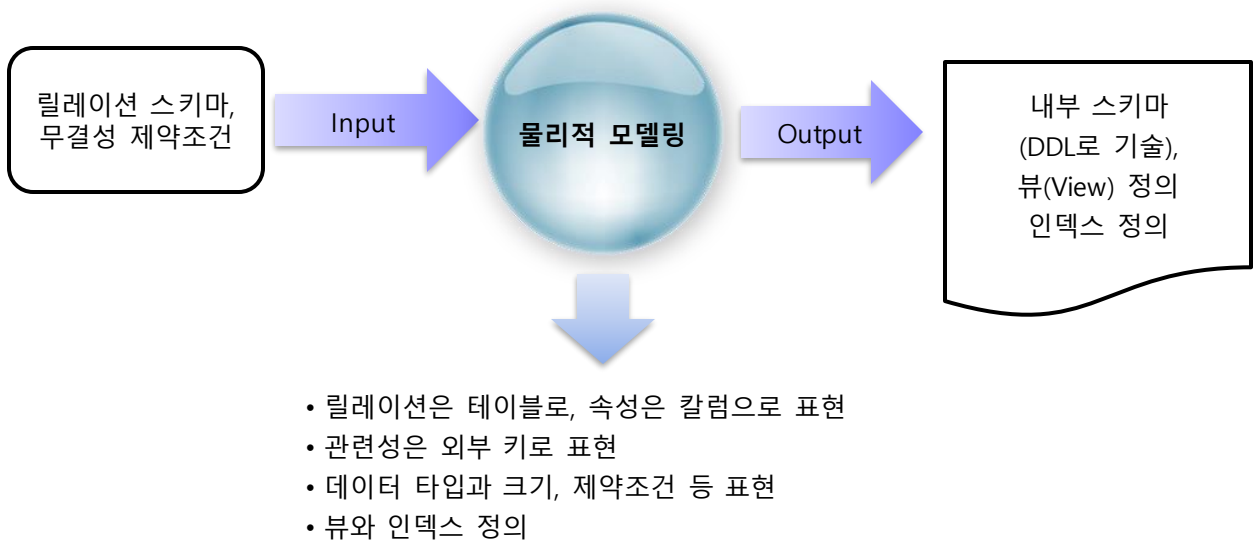 릴레이션 스키마,
무결성 제약조건
Input
물리적 모델링
Output
내부 스키마
(DDL로 기술),
뷰(View) 정의
인덱스 정의
• 릴레이션은 테이블로, 속성은 칼럼으로 표현
• 관련성은 외부 키로 표현
• 데이터 타입과 크기, 제약조건 등 표현
• 뷰와 인덱스 정의